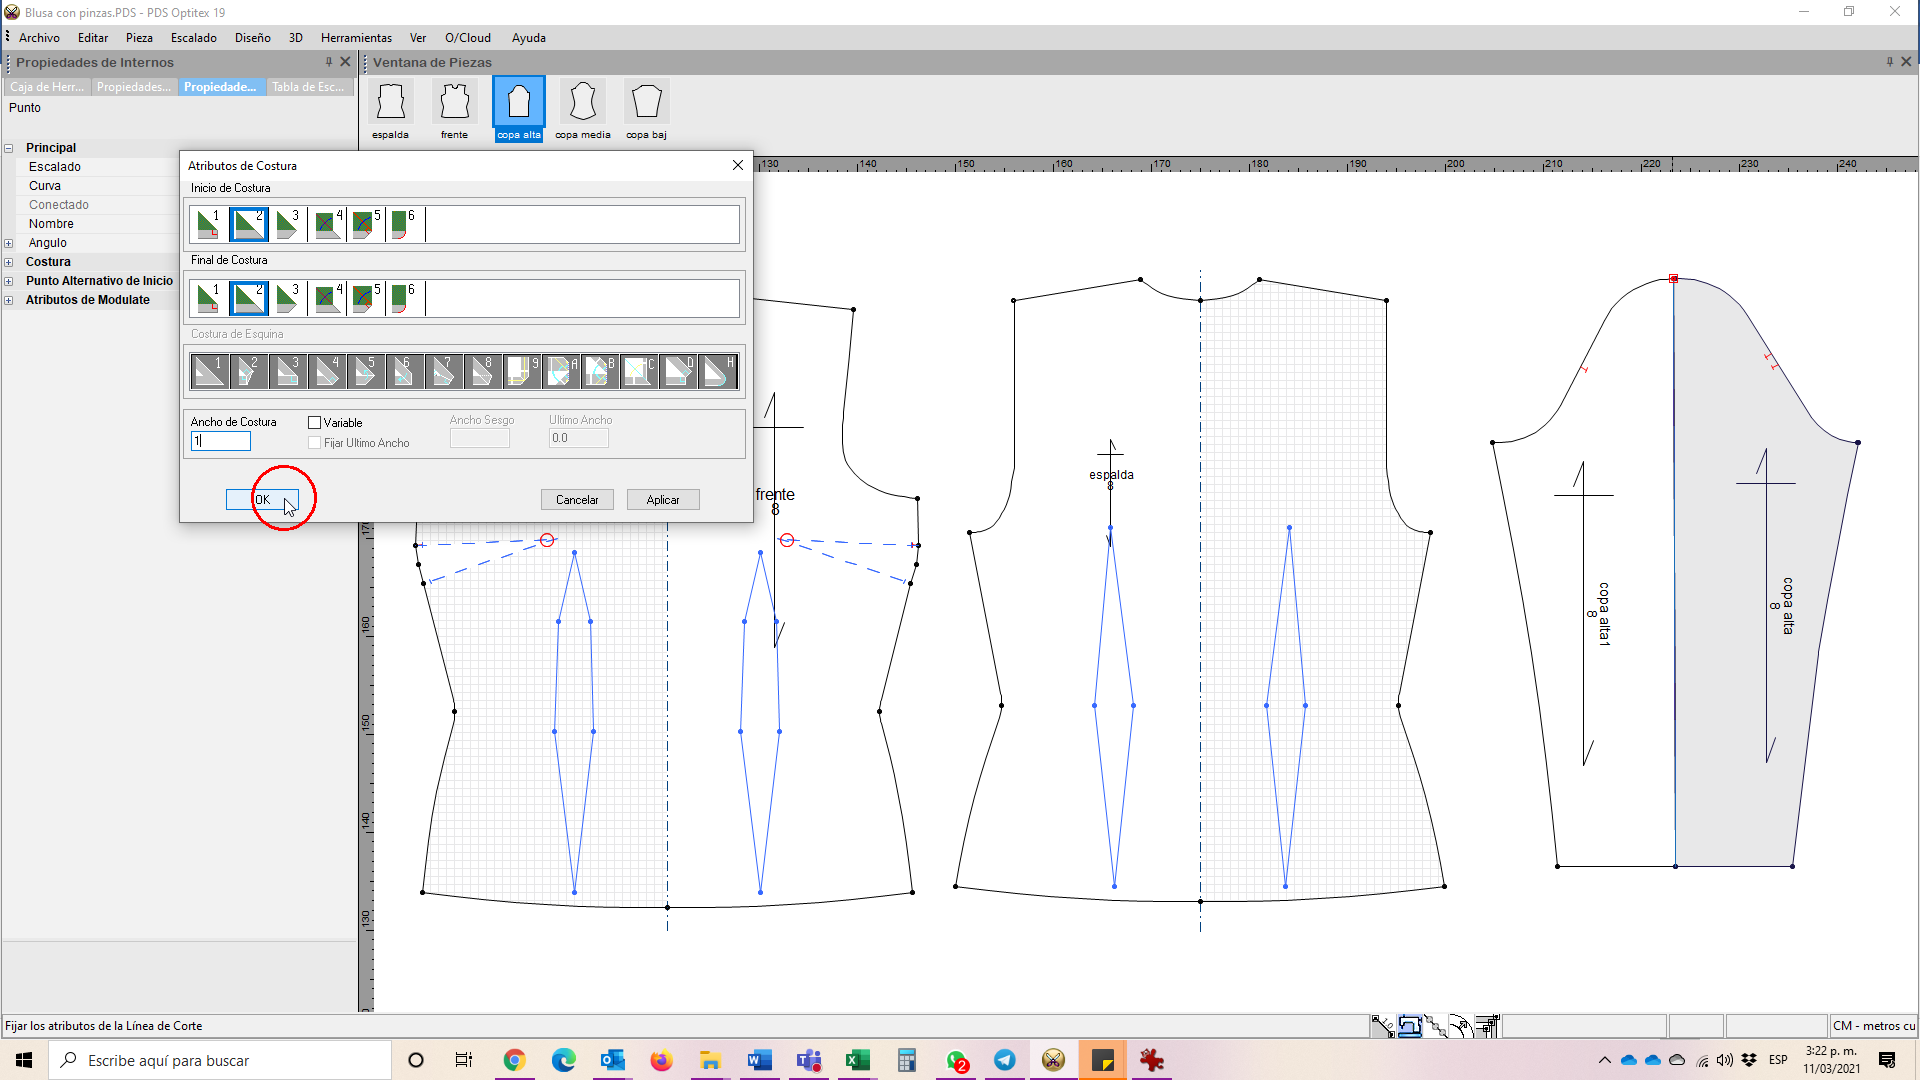 Blusa con pinzas.PDS - PDS Optitex 19
Archivo Editar Pieza Escalado Diseño 3D Herramientas Ver O/Cloud Ayuda
Propiedades de Internos
Ventana de Piezas
Caja de Herr... Propiedades... Propiedade... Tabla de Esc...
Punto
espalda frente copa alta copa media copa baj
Principal
Escalado
Curva
Conectado
Nombre
Angulo
Costura
Punto Alternativo de Inicio
Atributos de Modulate
130 140 150 160 170 180 190 200 210 220 230 240
Atributos de Costura
Inicio de Costura
1 2 3 4 5 6
Final de Costura
1 2 3 4 5 6
Costura de Esquina
1 2 3 4 5 6 7 8 9 A B C D H
Ancho de Costura
1
Variable
Fijar Ultimo Ancho
Ancho Sesgo
Ultimo Ancho
0.0
OK
Cancelar
Aplicar
frente
8
espalda
8
copa alta1
8
copa alta
8
160
150
140
130
Fijar los atributos de la Línea de Corte
CM - metros cu
Escribe aquí para buscar
2
ESP
3:22 p. m.
11/03/2021